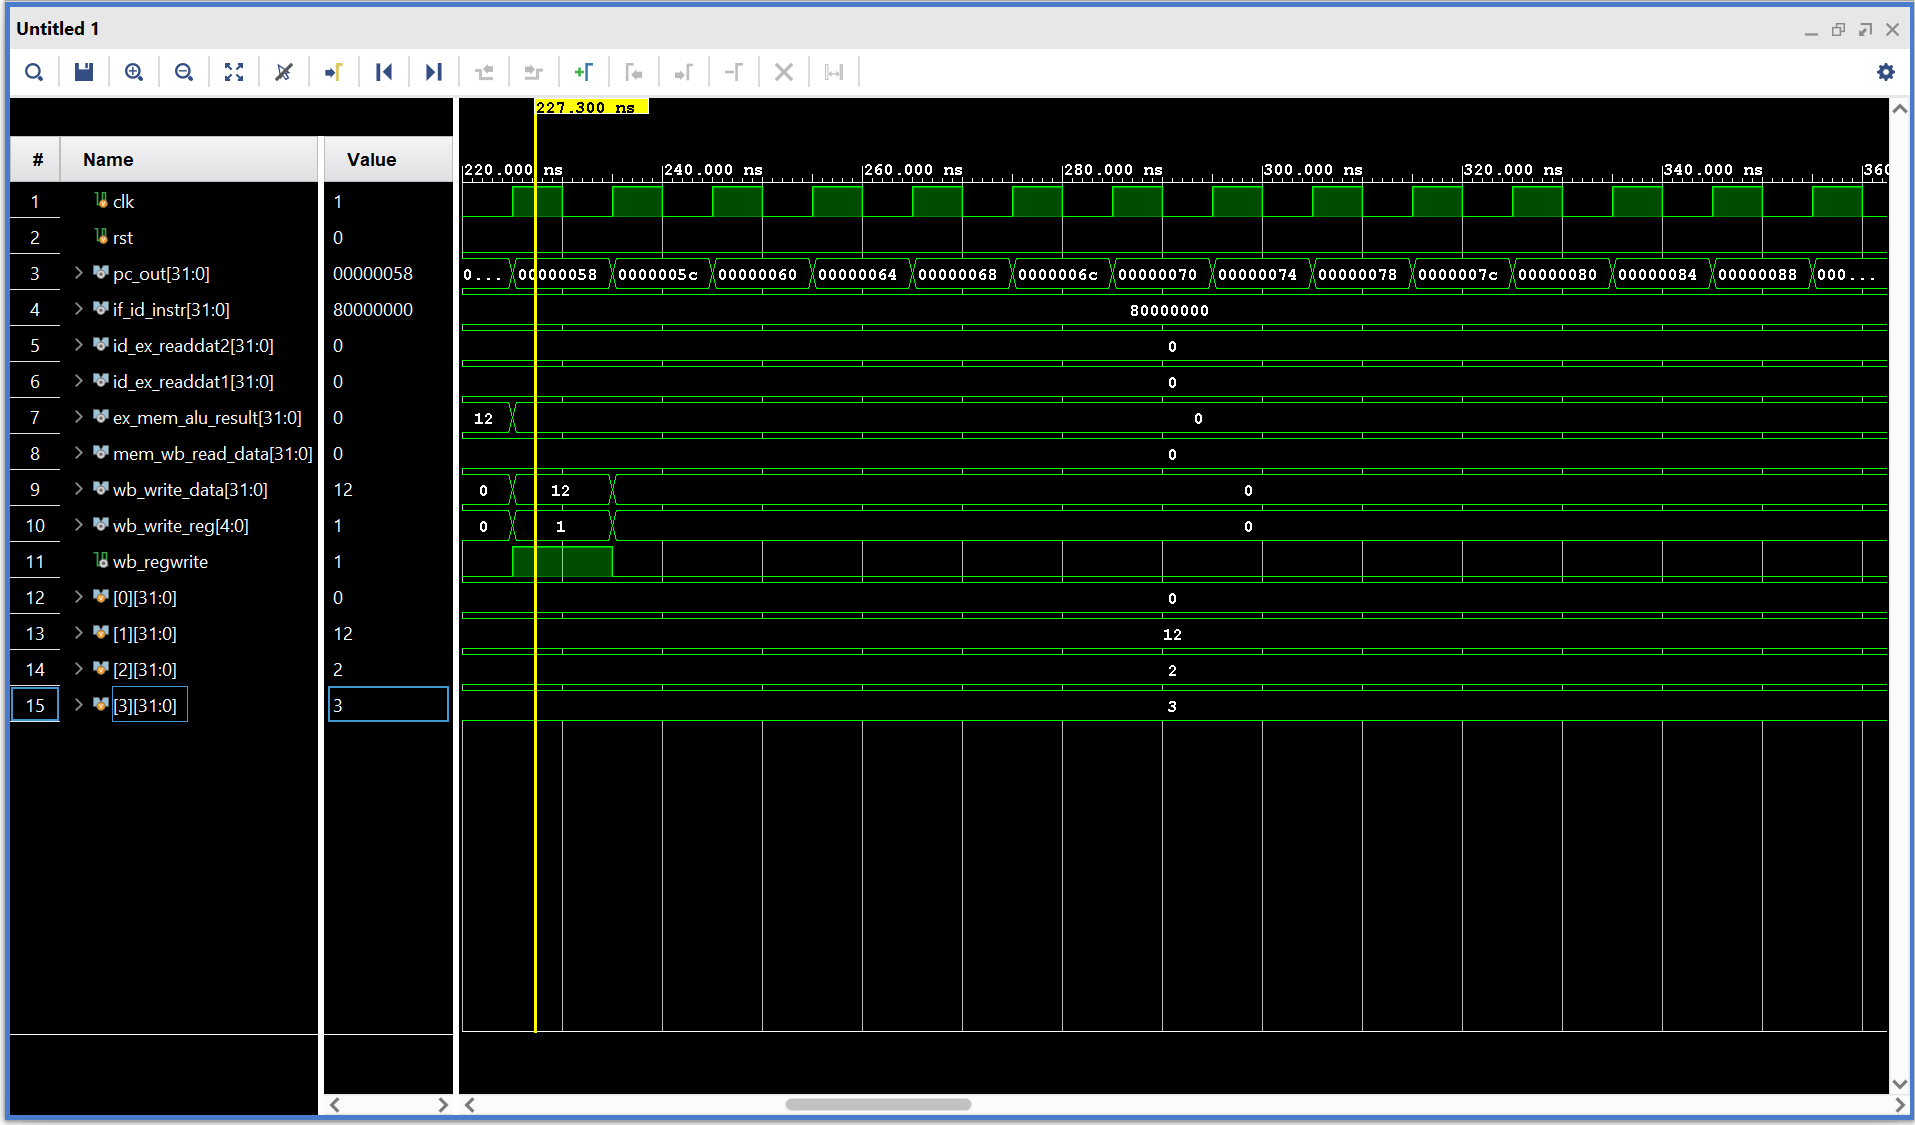 Untitled 1
227.300 ns
# Name Value
220.000 ns 240.000 ns 260.000 ns 280.000 ns 300.000 ns 320.000 ns 340.000 ns 360
1 clk 1
2 rst 0
3 pc_out[31:0] 00000058 0... 00000058 0000005c 00000060 00000064 00000068 0000006c 00000070 00000074 00000078 0000007c 00000080 00000084 00000088 000...
4 if_id_instr[31:0] 80000000 80000000
5 id_ex_readdat2[31:0] 0 0
6 id_ex_readdat1[31:0] 0 0
7 ex_mem_alu_result[31:0] 0 12 0
8 mem_wb_read_data[31:0] 0 0
9 wb_write_data[31:0] 12 0 12 0
10 wb_write_reg[4:0] 1 0 1 0
11 wb_regwrite 1
12 [0][31:0] 0 0
13 [1][31:0] 12 12
14 [2][31:0] 2 2
15 [3][31:0] 3 3